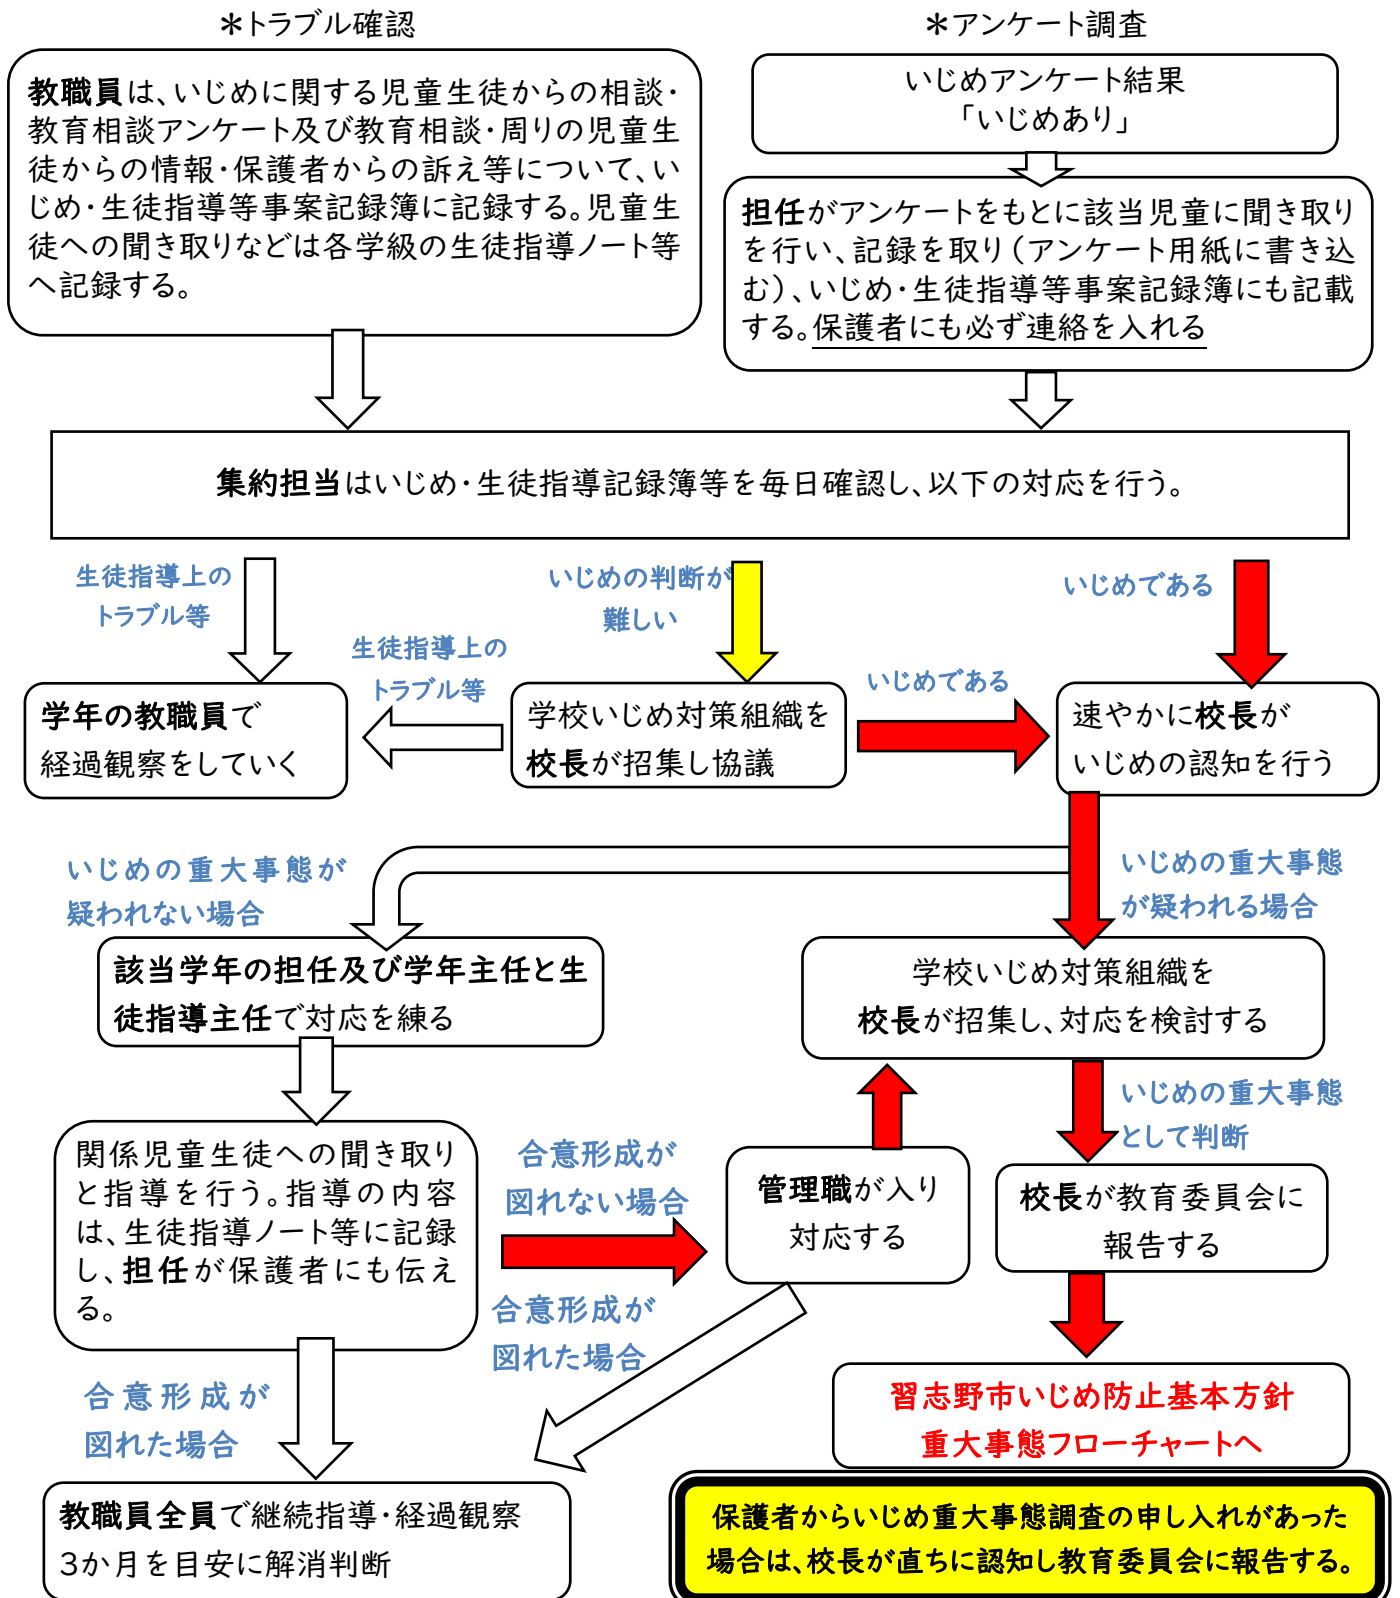 ＊トラブル確認
＊アンケート調査
教職員は、いじめに関する児童生徒からの相談・
教育相談アンケート及び教育相談・周りの児童生
徒からの情報・保護者からの訴え等について、い
じめ・生徒指導等事案記録簿に記録する。児童生
徒への聞き取りなどは各学級の生徒指導ノート等
へ記録する。
いじめアンケート結果
「いじめあり」
担任がアンケートをもとに該当児童に聞き取り
を行い、記録を取り（アンケート用紙に書き込
む）、いじめ・生徒指導等事案記録簿にも記載
する。保護者にも必ず連絡を入れる
集約担当はいじめ・生徒指導記録簿等を毎日確認し、以下の対応を行う。
生徒指導上の
トラブル等
いじめの判断が
難しい
いじめである
生徒指導上の
トラブル等
いじめである
学年の教職員で
経過観察をしていく
学校いじめ対策組織を
校長が招集し協議
速やかに校長が
いじめの認知を行う
いじめの重大事態が
疑われない場合
いじめの重大事態
が疑われる場合
該当学年の担任及び学年主任と生
徒指導主任で対応を練る
学校いじめ対策組織を
校長が招集し、対応を検討する
いじめの重大事態
として判断
関係児童生徒への聞き取り
と指導を行う。指導の内容
は、生徒指導ノート等に記録
し、担任が保護者にも伝え
る。
合意形成が
図れない場合
管理職が入り
対応する
校長が教育委員会に
報告する
合意形成が
図れた場合
合意形成が
図れた場合
習志野市いじめ防止基本方針
重大事態フローチャートへ
教職員全員で継続指導・経過観察
3か月を目安に解消判断
保護者からいじめ重大事態調査の申し入れがあった
場合は、校長が直ちに認知し教育委員会に報告する。